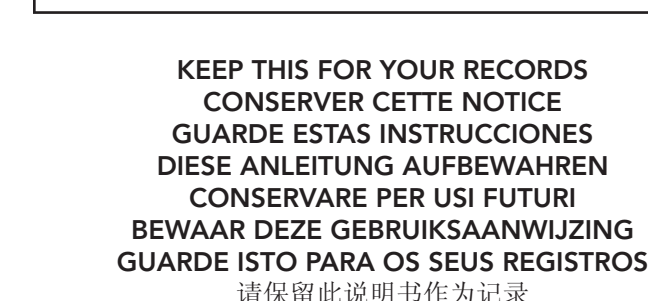 KEEP THIS FOR YOUR RECORDS
CONSERVER CETTE NOTICE
GUARDE ESTAS INSTRUCCIONES
DIESE ANLEITUNG AUFBEWAHREN
CONSERVARE PER USI FUTURI
BEWAAR DEZE GEBRUIKSAANWIJZING
GUARDE ISTO PARA OS SEUS REGISTROS
请保留此说明书作为记录